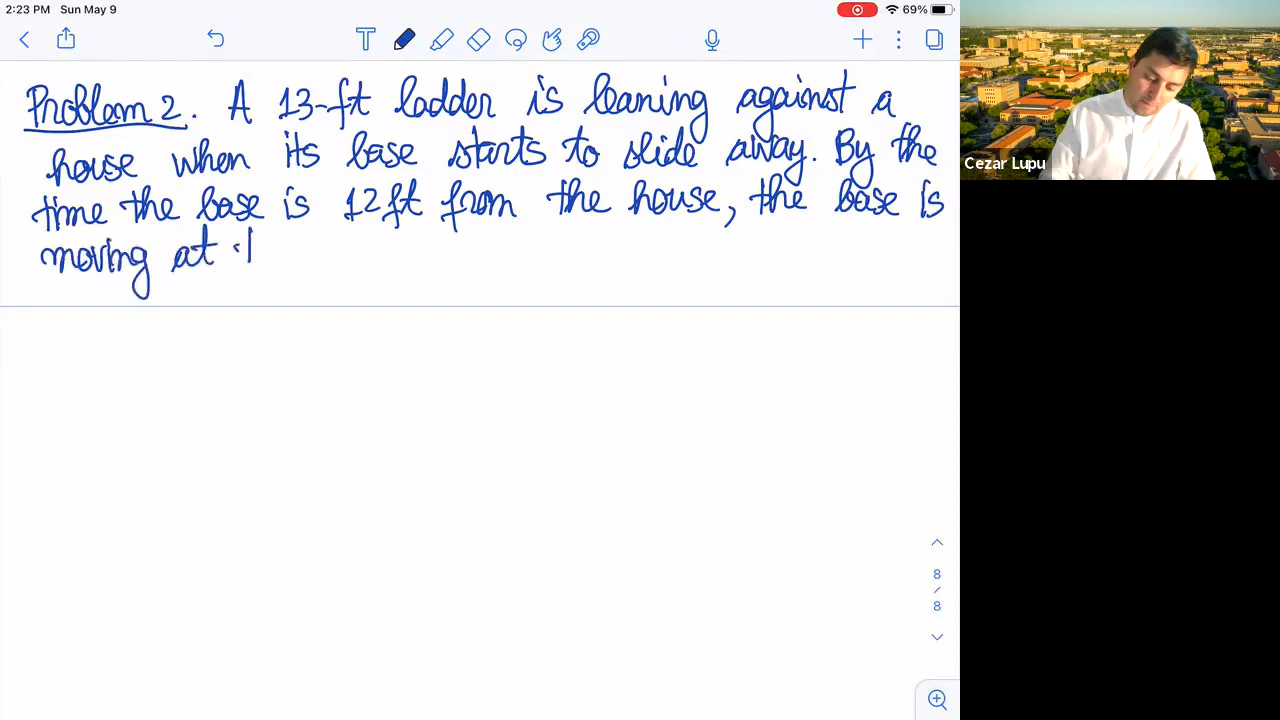 2:23 PM Sun May 9
69%
Problem 2. A 13-ft ladder is leaning against a
house when its base starts to slide away. By the
time the base is 12ft from the house, the base is
moving at
8
/
8
Cezar Lupu